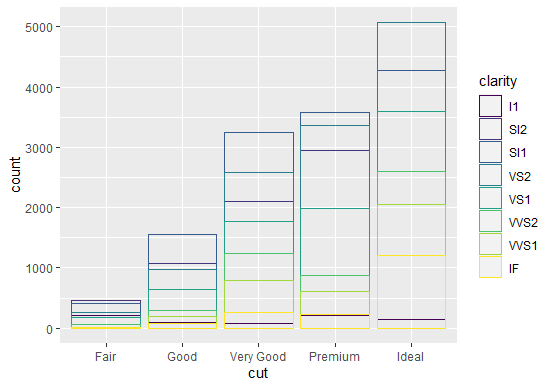 5000
4000
3000
2000
1000
0
count
Fair Good Very Good Premium Ideal
cut
clarity
I1
SI2
SI1
VS2
VS1
VVS2
VVS1
IF